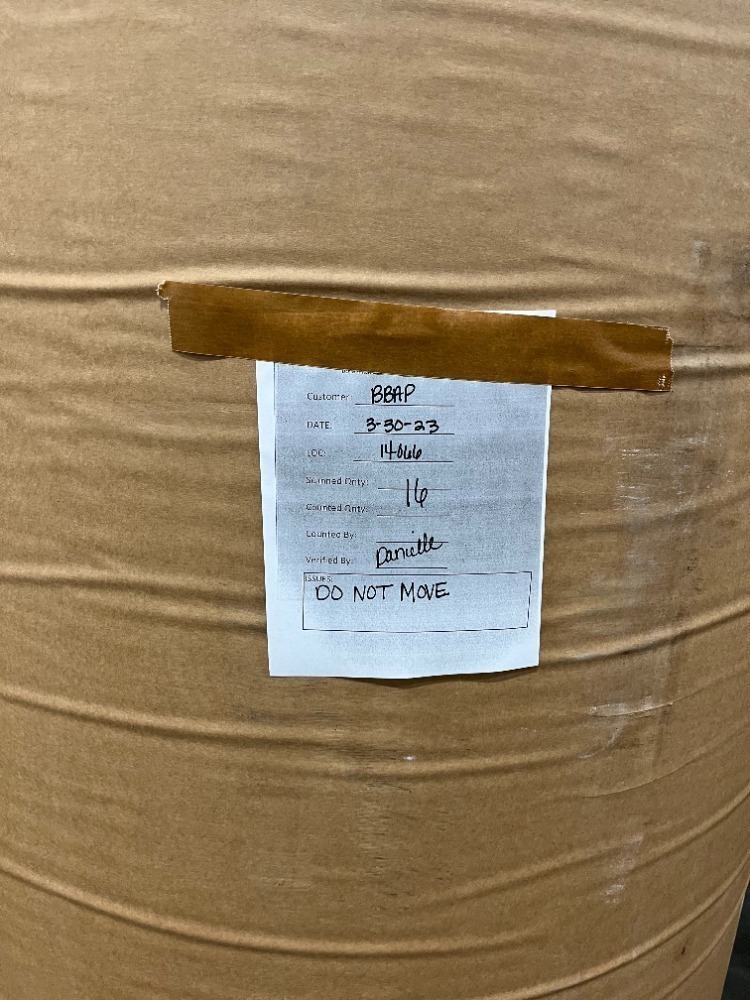 Customer BBAP
DATE: 3-30-23
LOC: 14066
Scanned Qnty: 16
Counted Qnty:
Counted By:
Verified By: Danielle
ISSUES:
DO NOT MOVE